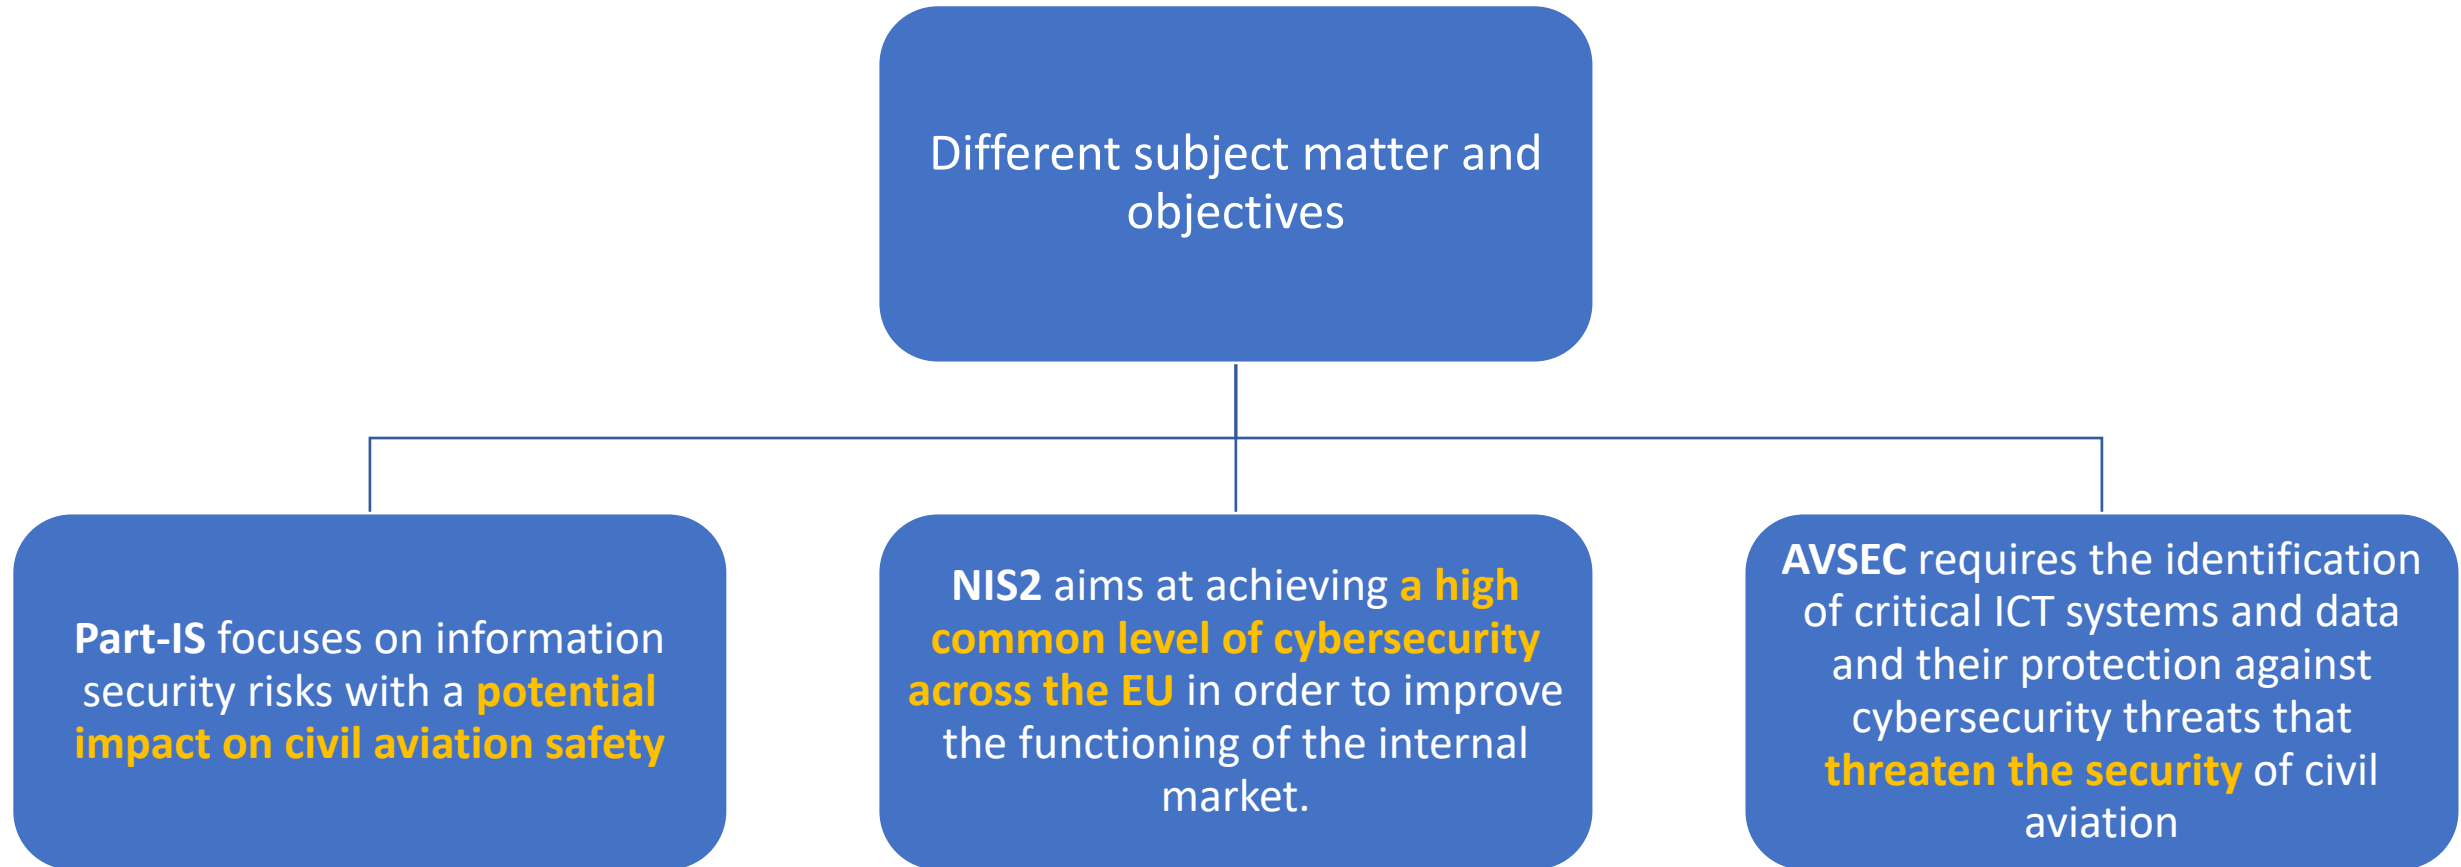 Different subject matter and
objectives
Part-IS focuses on information
security risks with a potential
impact on civil aviation safety
NIS2 aims at achieving a high
common level of cybersecurity
across the EU in order to improve
the functioning of the internal
market.
AVSEC requires the identification
of critical ICT systems and data
and their protection against
cybersecurity threats that
threaten the security of civil
aviation